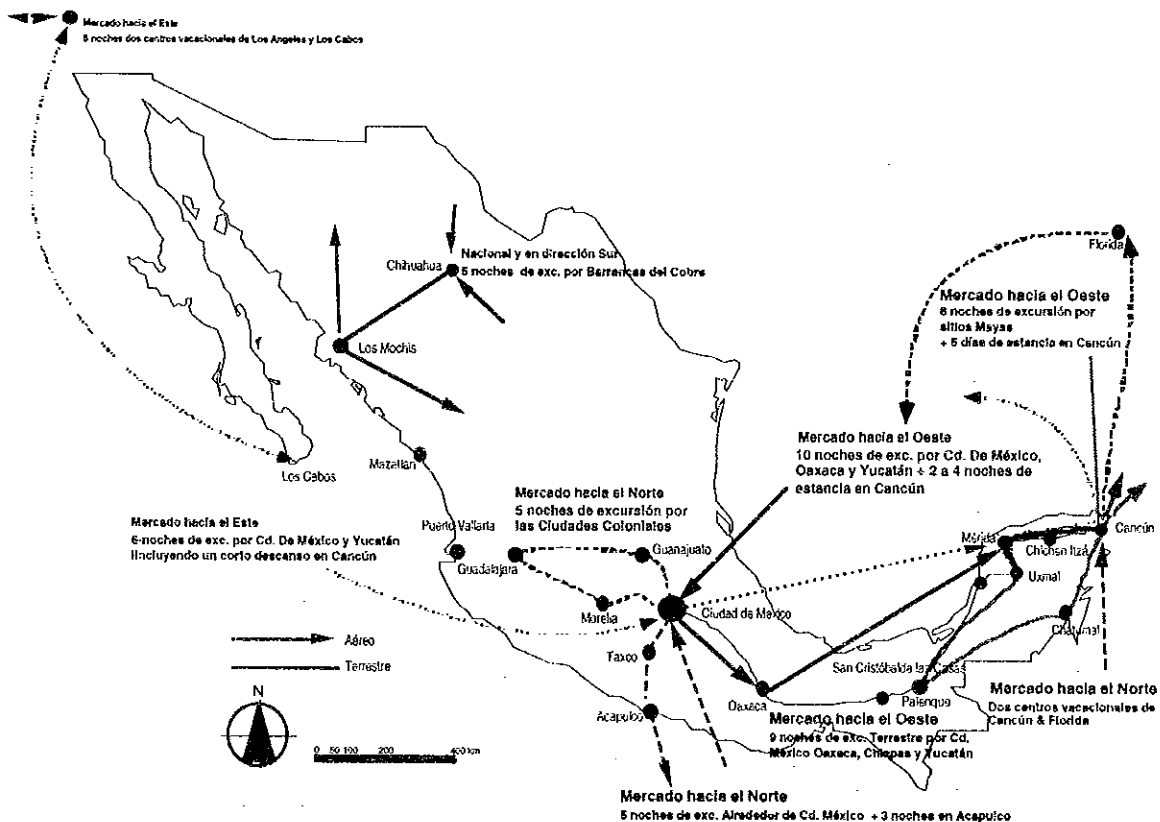 Mercado hacia el Este
5 noches dos centros vacacionales de Los Angeles y Los Cabos
Florida
Nacional y en dirección Sur
5 noches de exc. por Barrancas del Cobre
Chihuahua
Mercado hacia el Oeste
8 noches de excursión por
sitios Mayas
+ 5 días de estancia en Cancún
Los Mochis
Mercado hacia el Oeste
10 noches de exc. por Cd. De México,
Oaxaca y Yucatán + 2 a 4 noches de
estancia en Cancún
Mazatlán
Los Cabos
Mercado hacia el Norte
5 noches de excursión por
las Ciudades Coloniales
Mercado hacia el Este
6-noches de exc. por Cd. De México y Yucatán
Iincluyendo un corto descanso en Cancún
Puerto Vallarta
Guadalajara
Guanajuato
Mérida
Cancún
Chichen Itzá
Uxmal
Morelia
Ciudad de México
Chetumal
Aéreo
Terrestre
Taxco
San Cristóbal de las Casas
Palenque
Oaxaca
Acapulco
N
0 50 100 200 400 km
Mercado hacia el Oeste
9 noches de exc. Terrestre por Cd.
México Oaxaca, Chiapas y Yucatán
Mercado hacia el Norte
Dos centros vacacionales de
Cancún & Florida
Mercado hacia el Norte
5 noches de exc. Alrededor de Cd. México + 3 noches en Acapulco